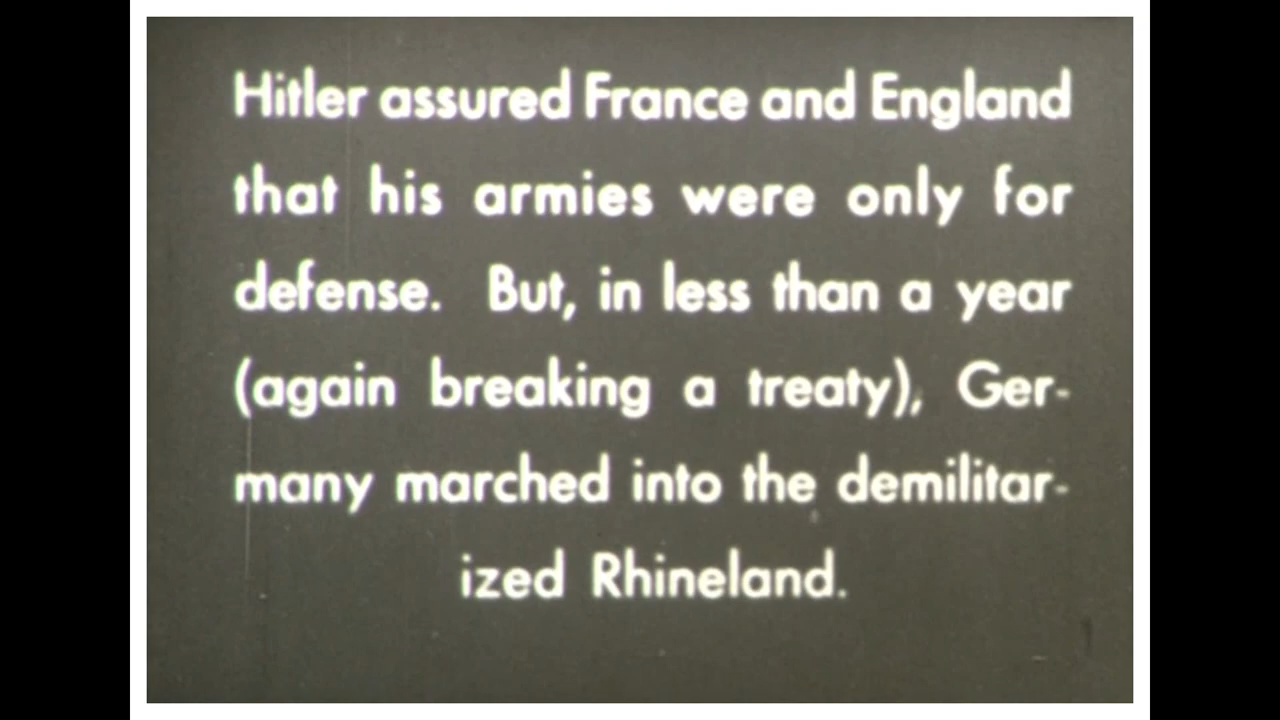 Hitler assured France and England
that his armies were only for
defense. But, in less than a year
(again breaking a treaty), Ger-
many marched into the demilitar-
ized Rhineland.